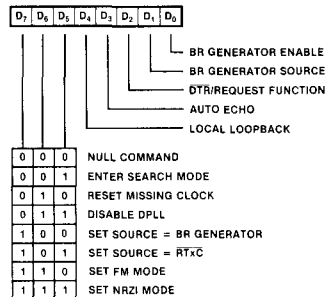 D7 D6 D5 D4 D3 D2 D1 D0
BR GENERATOR ENABLE
BR GENERATOR SOURCE
D̅T̅R̅/REQUEST FUNCTION
AUTO ECHO
LOCAL LOOPBACK
0 0 0 NULL COMMAND
0 0 1 ENTER SEARCH MODE
0 1 0 RESET MISSING CLOCK
0 1 1 DISABLE DPLL
1 0 0 SET SOURCE = BR GENERATOR
1 0 1 SET SOURCE = R̅T̅x̅C̅
1 1 0 SET FM MODE
1 1 1 SET NRZI MODE